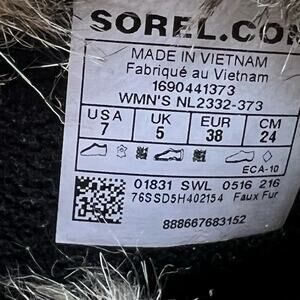 SOREL.COM
MADE IN VIETNAM
Fabriqué au Vietnam
1690441373
WMN'S NL2332-373
USA UK EUR CM
7 5 38 24
ECA-10
01831 SWL 0516 216
76SSD5H402154 Faux Fur
888667683152